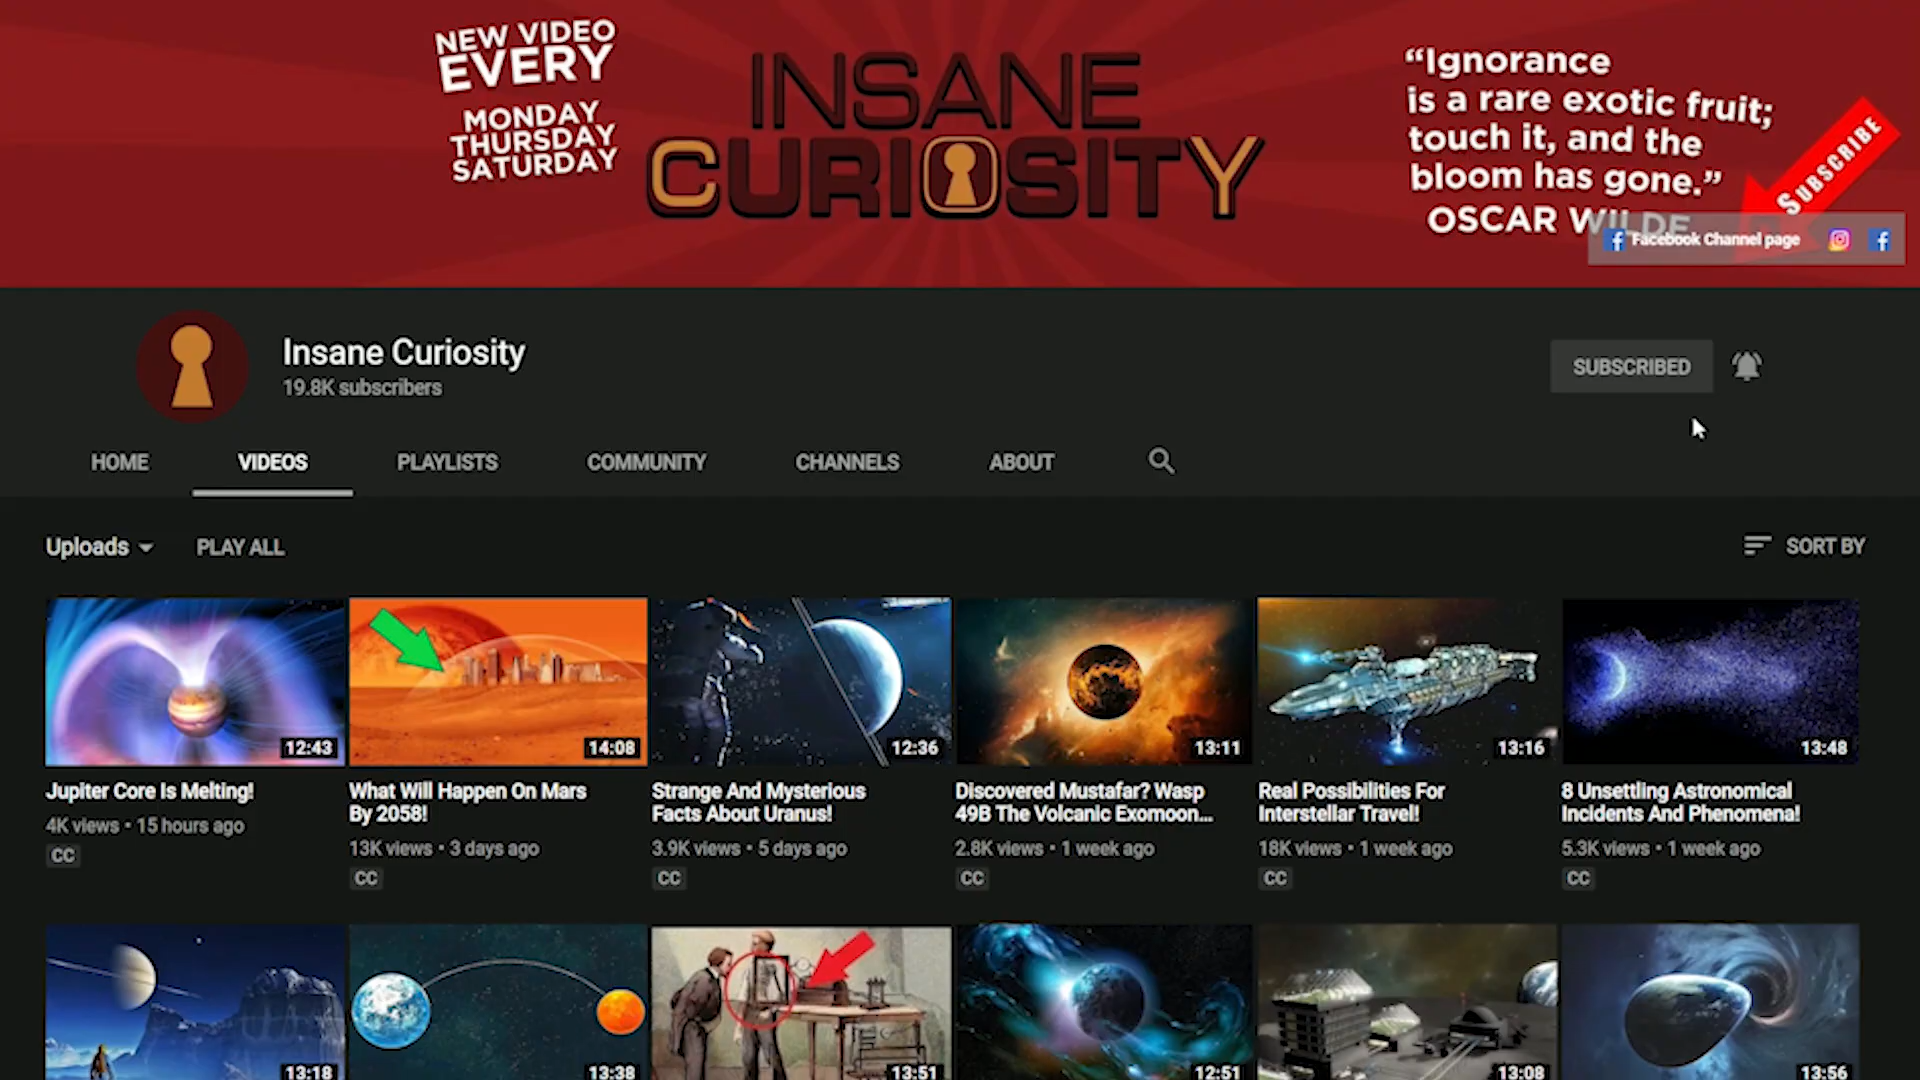 NEW VIDEO
EVERY
MONDAY
THURSDAY
SATURDAY
INSANE
CURIOSITY
“Ignorance
is a rare exotic fruit;
touch it, and the
bloom has gone.”
OSCAR WILDE
SUBSCRIBE
Facebook Channel page
Insane Curiosity
19.8K subscribers
SUBSCRIBED
HOME
VIDEOS
PLAYLISTS
COMMUNITY
CHANNELS
ABOUT
Uploads
PLAY ALL
SORT BY
12:43
14:08
12:36
13:11
13:16
13:48
Jupiter Core Is Melting!
4K views • 15 hours ago
CC
What Will Happen On Mars
By 2058!
13K views • 3 days ago
CC
Strange And Mysterious
Facts About Uranus!
3.9K views • 5 days ago
CC
Discovered Mustafar? Wasp
49B The Volcanic Exomoon...
2.8K views • 1 week ago
CC
Real Possibilities For
Interstellar Travel!
18K views • 1 week ago
CC
8 Unsettling Astronomical
Incidents And Phenomena!
5.3K views • 1 week ago
CC
13:18
13:38
13:51
12:51
13:08
13:56